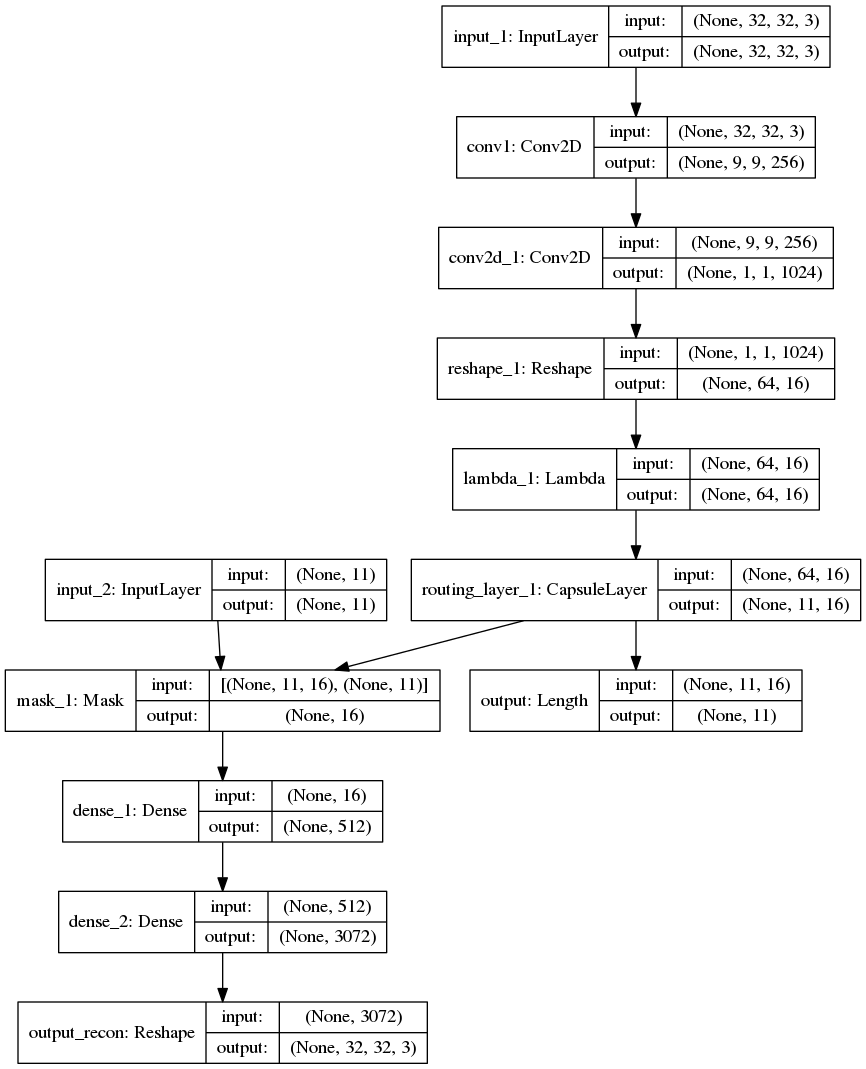 input_1: InputLayer
input: (None, 32, 32, 3)
output: (None, 32, 32, 3)
conv1: Conv2D
input: (None, 32, 32, 3)
output: (None, 9, 9, 256)
conv2d_1: Conv2D
input: (None, 9, 9, 256)
output: (None, 1, 1, 1024)
reshape_1: Reshape
input: (None, 1, 1, 1024)
output: (None, 64, 16)
lambda_1: Lambda
input: (None, 64, 16)
output: (None, 64, 16)
input_2: InputLayer
input: (None, 11)
output: (None, 11)
routing_layer_1: CapsuleLayer
input: (None, 64, 16)
output: (None, 11, 16)
mask_1: Mask
input: [(None, 11, 16), (None, 11)]
output: (None, 16)
output: Length
input: (None, 11, 16)
output: (None, 11)
dense_1: Dense
input: (None, 16)
output: (None, 512)
dense_2: Dense
input: (None, 512)
output: (None, 3072)
output_recon: Reshape
input: (None, 3072)
output: (None, 32, 32, 3)